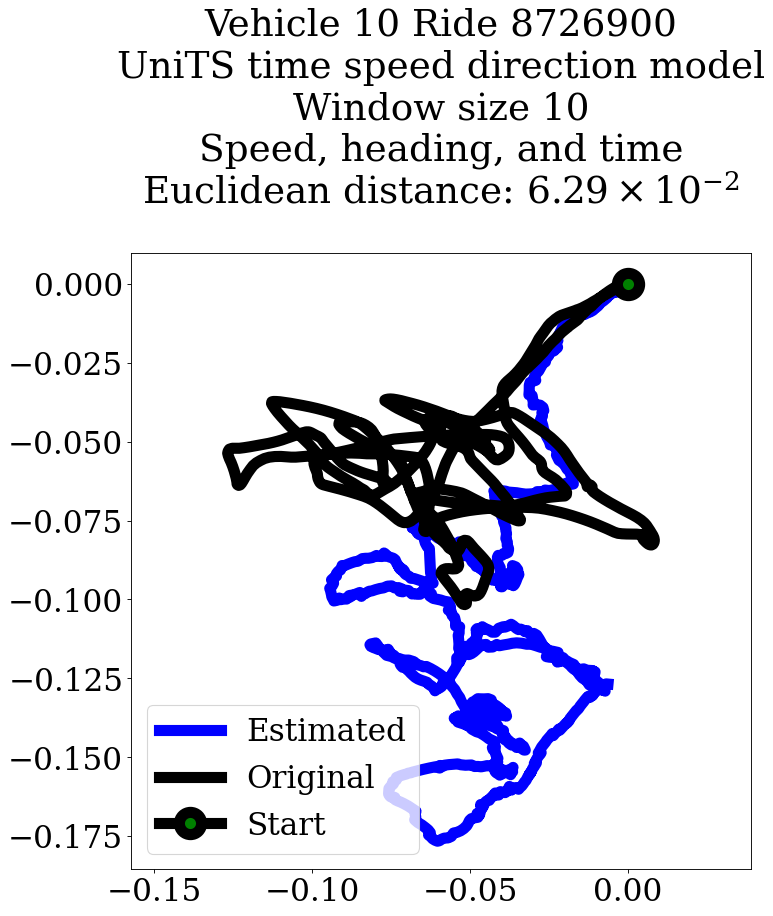 Vehicle 10 Ride 8726900
UniTS time speed direction model
Window size 10
Speed, heading, and time
Euclidean distance: 6.29 × 10⁻²
0.000
−0.025
−0.050
−0.075
−0.100
−0.125
−0.150
−0.175
Estimated
Original
Start
−0.15
−0.10
−0.05
0.00